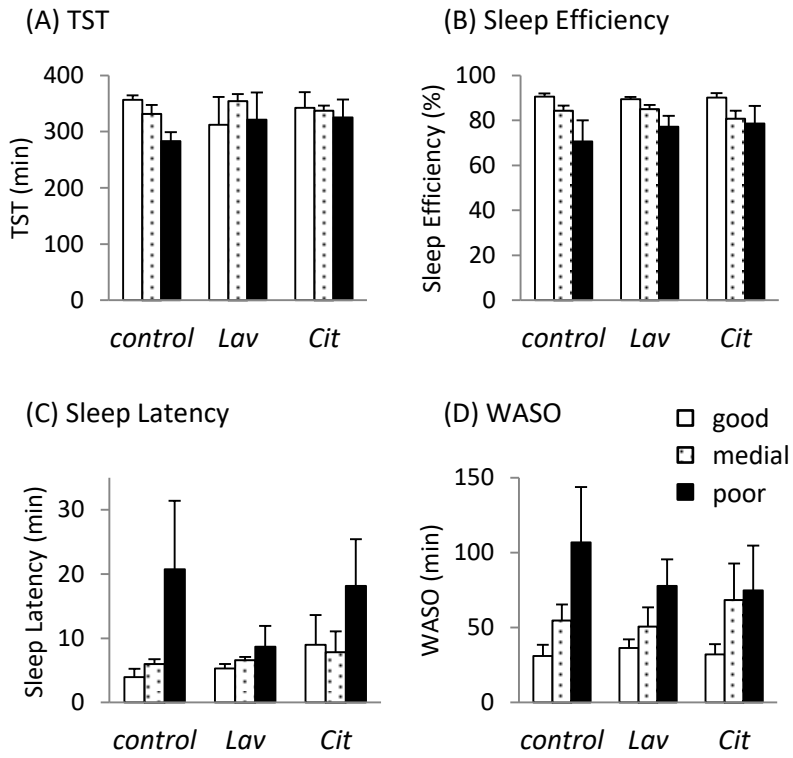 (A) TST
TST (min)
400
300
200
100
0
control Lav Cit
(B) Sleep Efficiency
Sleep Efficiency (%)
100
80
60
40
20
0
control Lav Cit
(C) Sleep Latency
Sleep Latency (min)
30
20
10
0
control Lav Cit
(D) WASO
good
medial
poor
WASO (min)
150
100
50
0
control Lav Cit